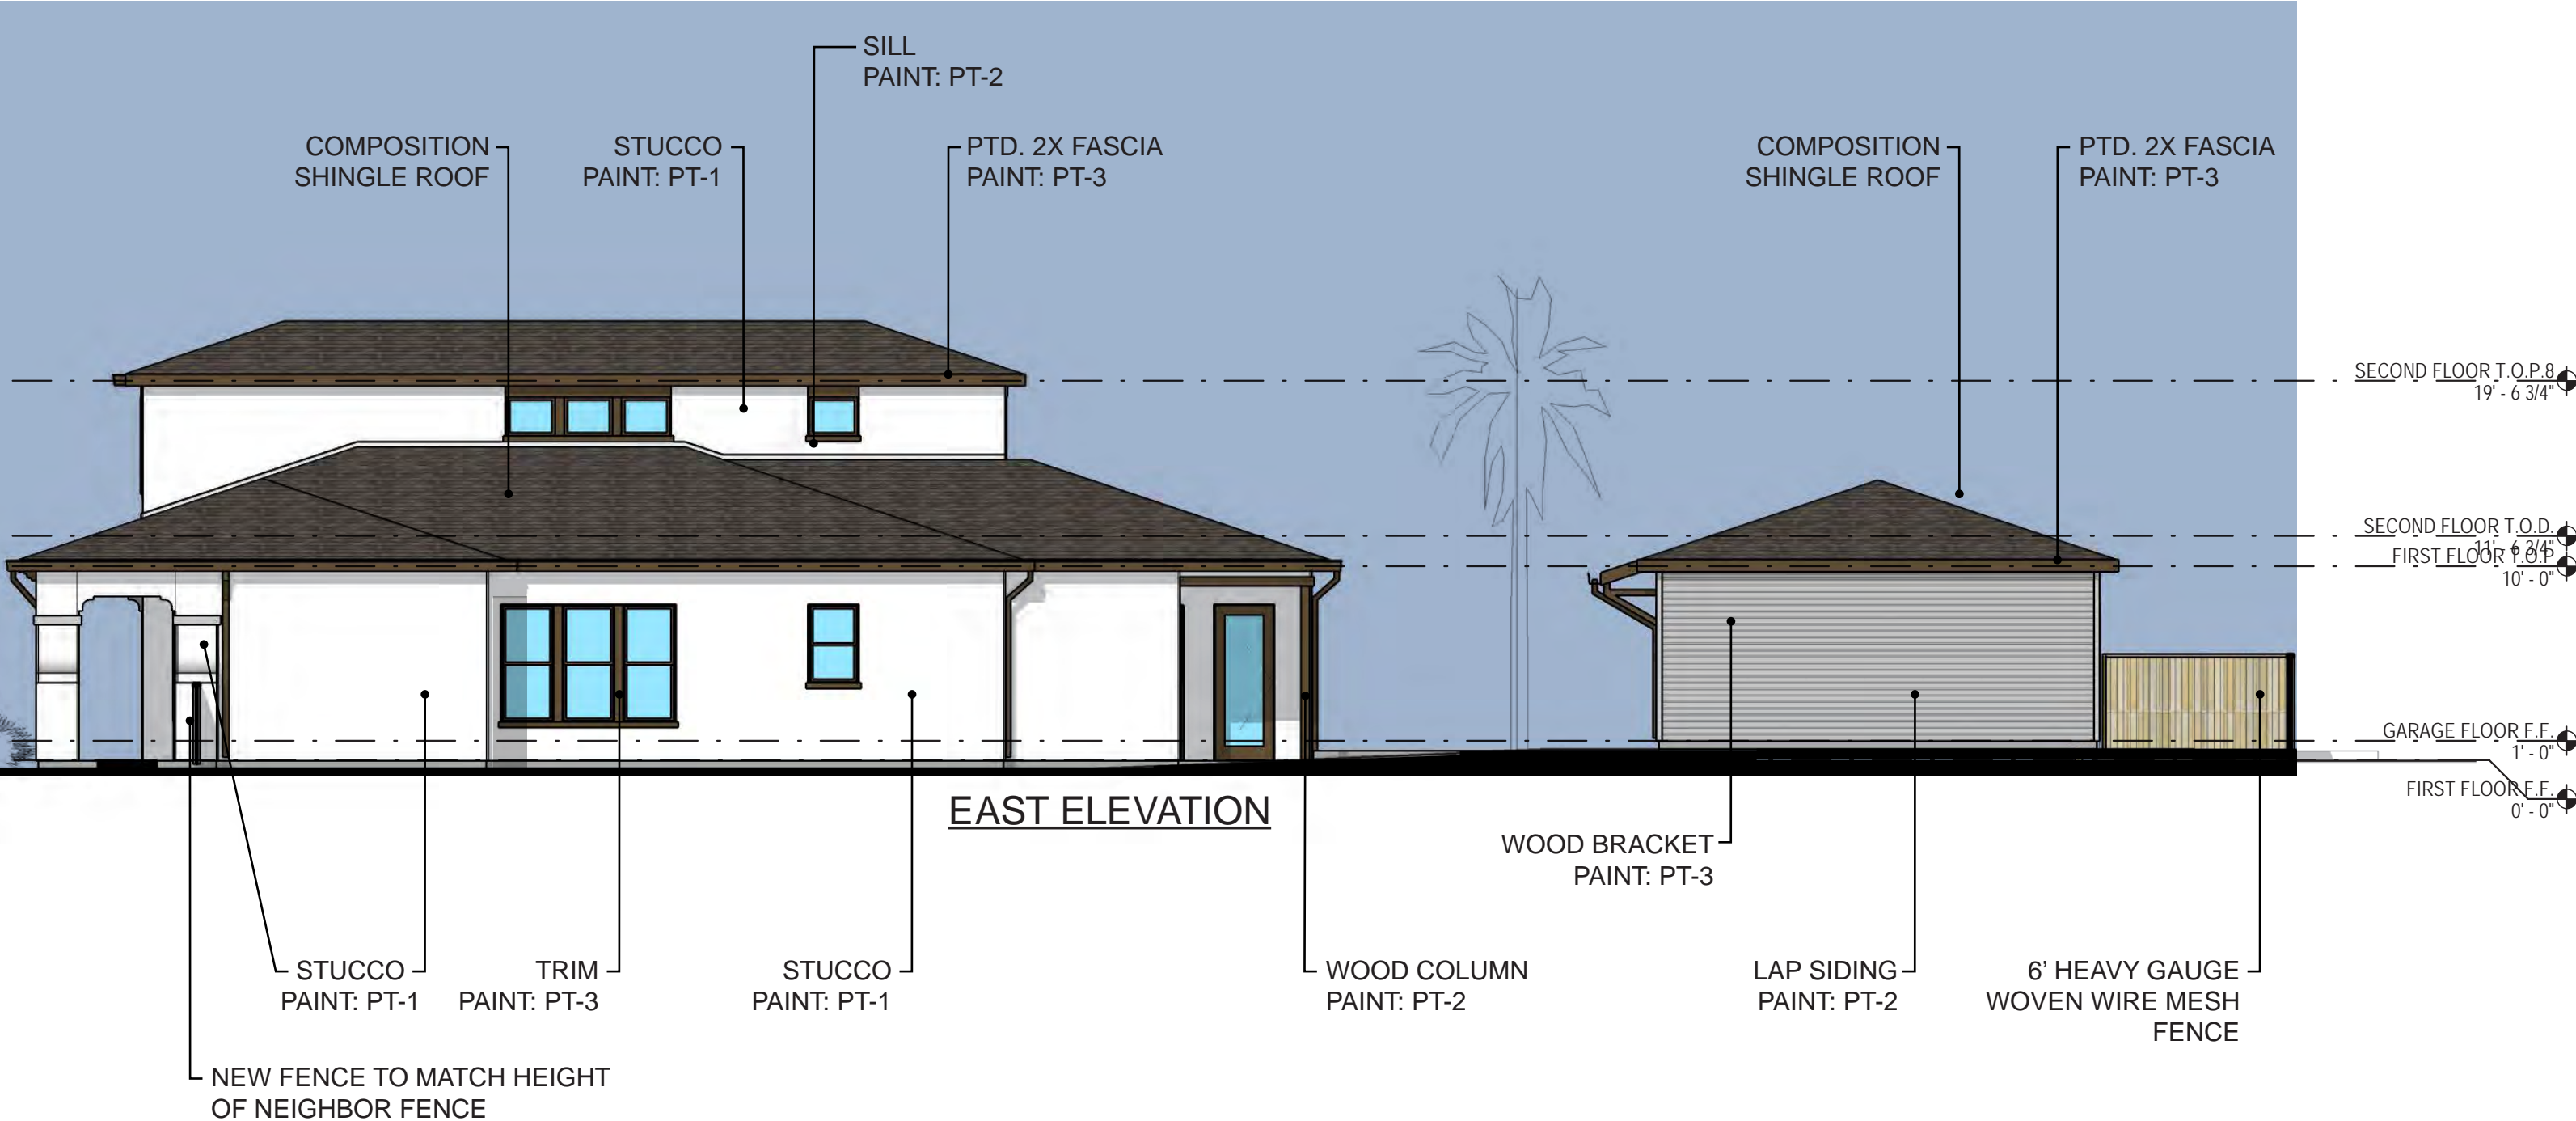 SILL
PAINT: PT-2
COMPOSITION
SHINGLE ROOF
STUCCO
PAINT: PT-1
PTD. 2X FASCIA
PAINT: PT-3
COMPOSITION
SHINGLE ROOF
PTD. 2X FASCIA
PAINT: PT-3
SECOND FLOOR T.O.P.8
19' - 6 3/4"
SECOND FLOOR T.O.D.
11' - 6 3/4"
FIRST FLOOR T.O.P
10' - 0"
GARAGE FLOOR F.F.
1' - 0"
FIRST FLOOR F.F.
0' - 0"
EAST ELEVATION
WOOD BRACKET
PAINT: PT-3
STUCCO
PAINT: PT-1
TRIM
PAINT: PT-3
STUCCO
PAINT: PT-1
WOOD COLUMN
PAINT: PT-2
LAP SIDING
PAINT: PT-2
6’ HEAVY GAUGE
WOVEN WIRE MESH
FENCE
NEW FENCE TO MATCH HEIGHT
OF NEIGHBOR FENCE